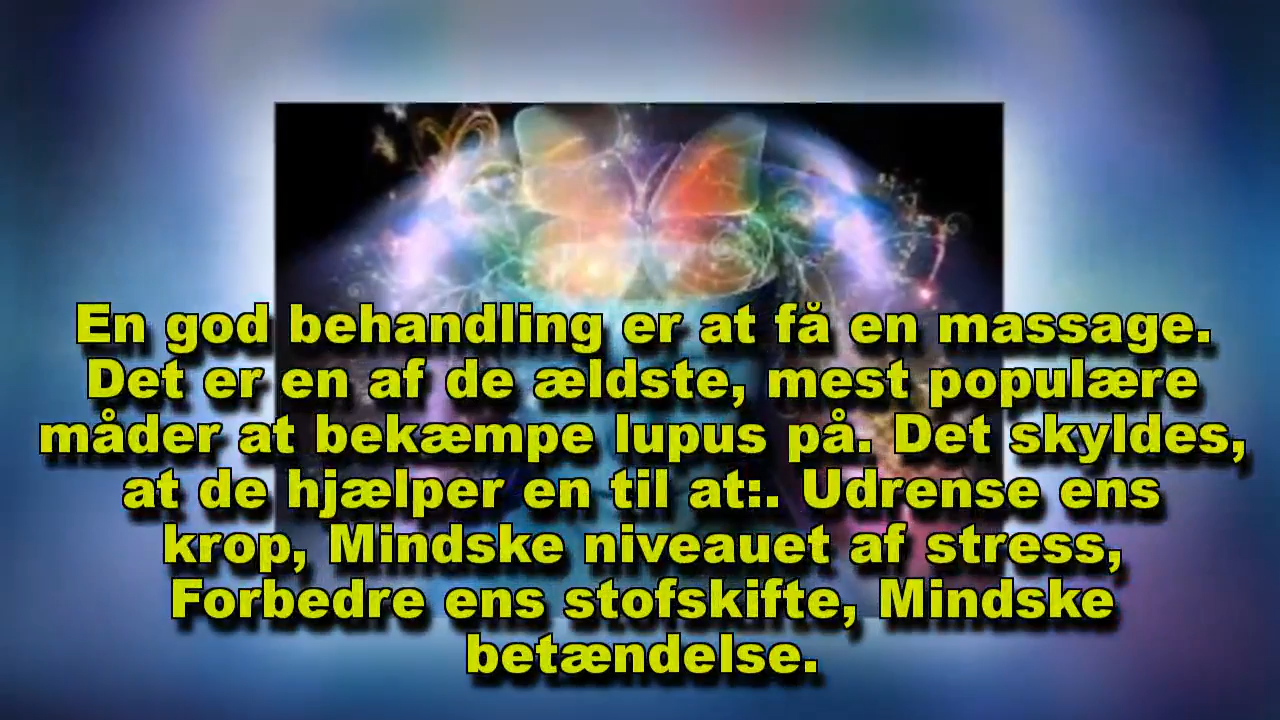 En god behandling er at få en massage.
Det er en af de ældste, mest populære
måder at bekæmpe lupus på. Det skyldes,
at de hjælper en til at:. Udrense ens
krop, Mindske niveauet af stress,
Forbedre ens stofskifte, Mindske
betændelse.